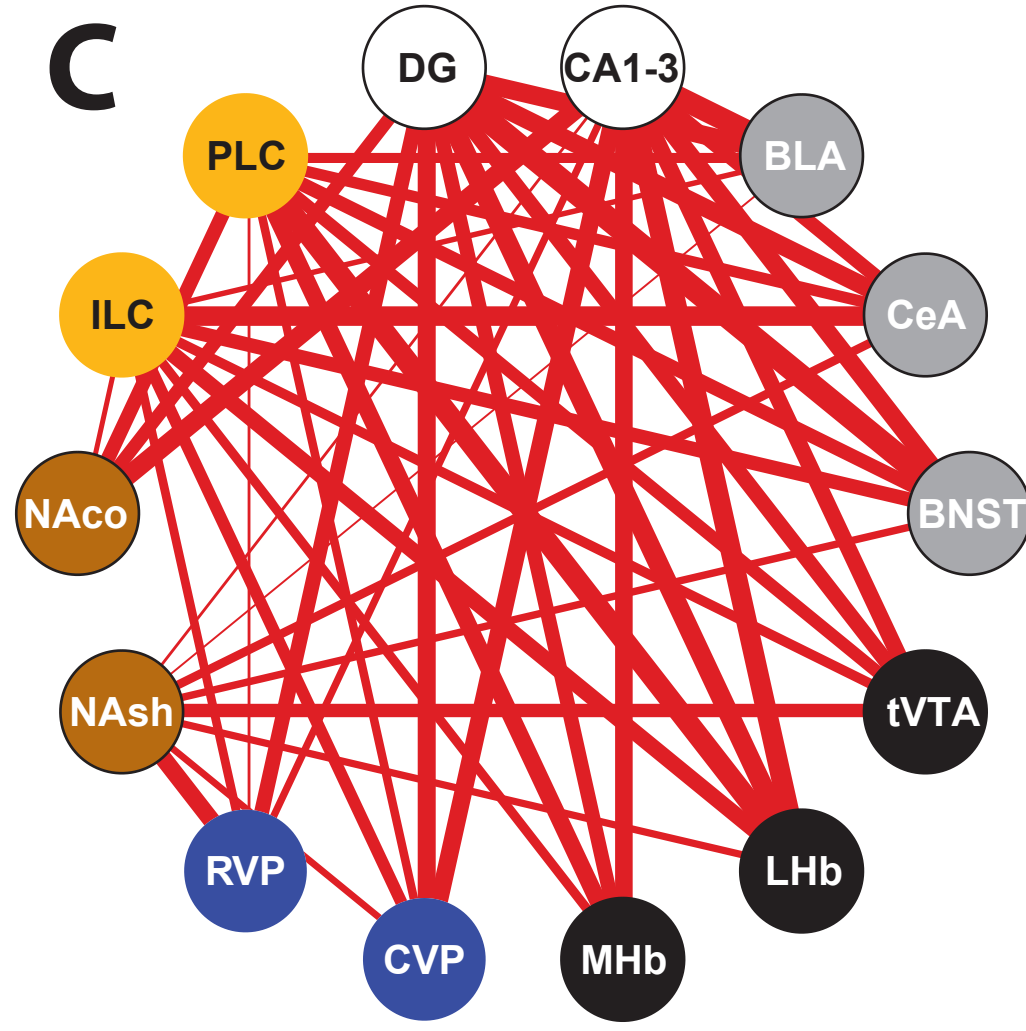 C
DG
CA1-3
PLC
BLA
ILC
CeA
NAco
BNST
NAsh
tVTA
RVP
LHb
CVP
MHb